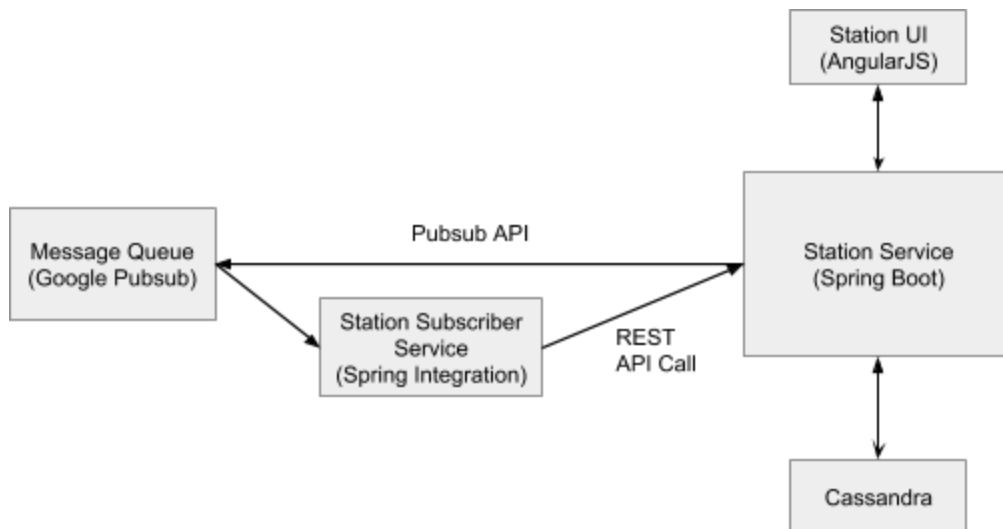 Station UI
(AngularJS)
Message Queue
(Google Pubsub)
Pubsub API
Station Service
(Spring Boot)
Station Subscriber
Service
(Spring Integration)
REST
API Call
Cassandra